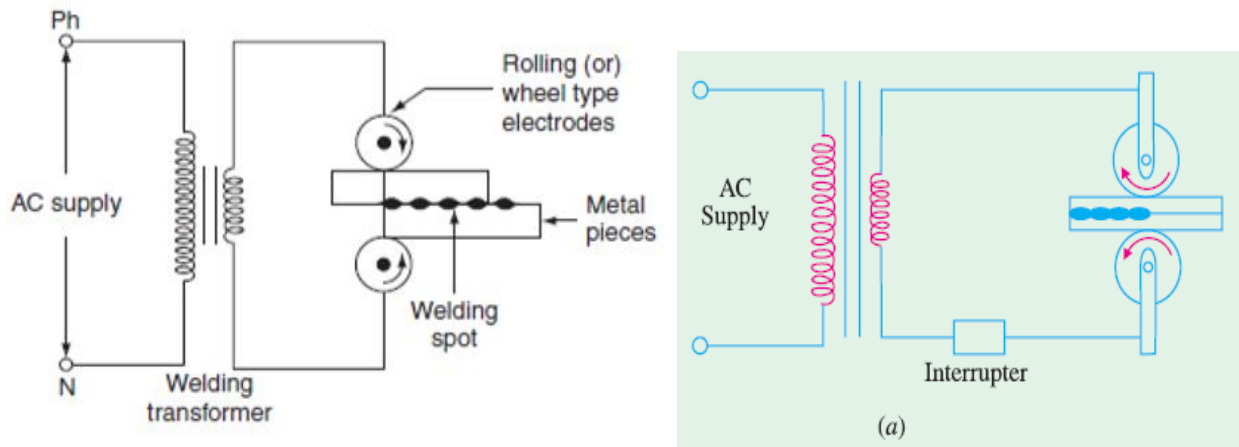 Ph
Rolling (or)
wheel type
electrodes
AC supply
Metal
pieces
Welding
spot
N
Welding
transformer
AC
Supply
Interrupter
(a)